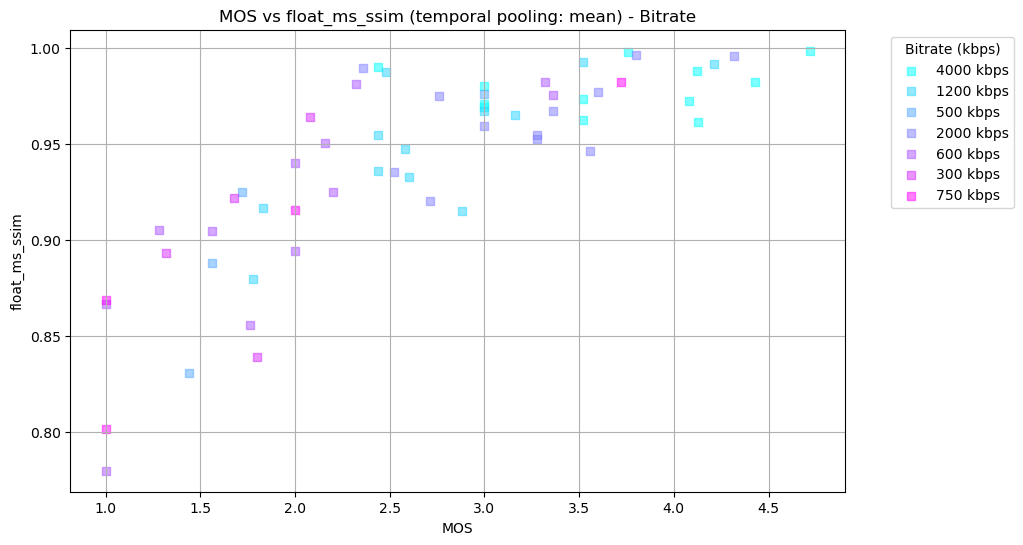 MOS vs float_ms_ssim (temporal pooling: mean) - Bitrate
1.00
0.95
0.90
0.85
0.80
float_ms_ssim
1.0 1.5 2.0 2.5 3.0 3.5 4.0 4.5
MOS
Bitrate (kbps)
4000 kbps
1200 kbps
500 kbps
2000 kbps
600 kbps
300 kbps
750 kbps